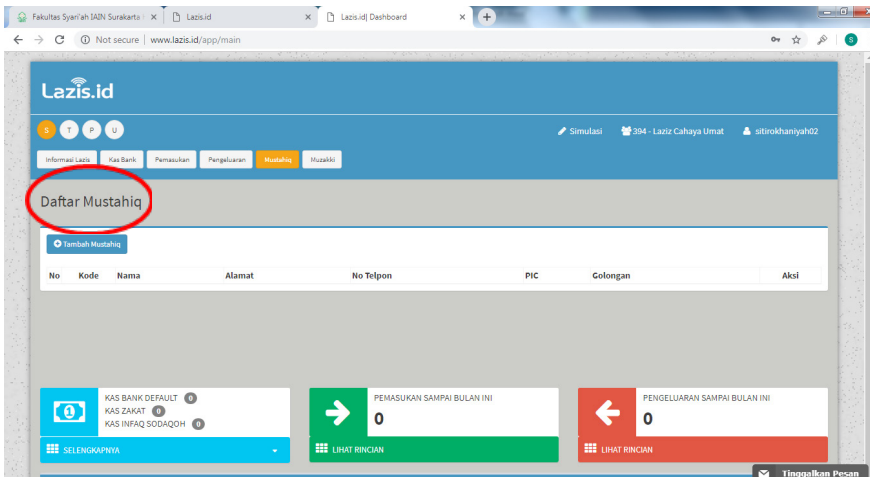 Fakultas Syari'ah IAIN Surakarta
Lazis.id
Lazis.id| Dashboard
Not secure | www.lazis.id/app/main
S
Lazis.id
S T P U
Simulasi 394 - Laziz Cahaya Umat sitirokhaniyah02
Informasi Lazis Kas Bank Pemasukan Pengeluaran Mustahiq Muzakki
Daftar Mustahiq
Tambah Mustahiq
No Kode Nama Alamat No Telpon PIC Golongan Aksi
KAS BANK DEFAULT 0
KAS ZAKAT 0
KAS INFAQ SODAQOH 0
SELENGKAPNYA
PEMASUKAN SAMPAI BULAN INI
0
LIHAT RINCIAN
PENGELUARAN SAMPAI BULAN INI
0
LIHAT RINCIAN
Tinggalkan Pesan